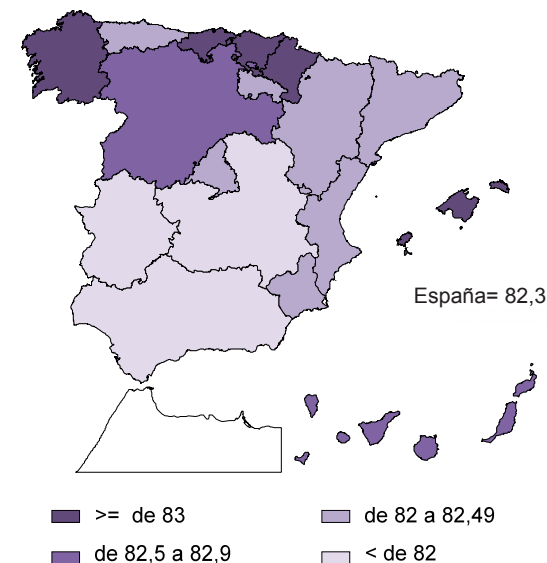 España= 82,3
>= de 83
de 82 a 82,49
de 82,5 a 82,9
< de 82